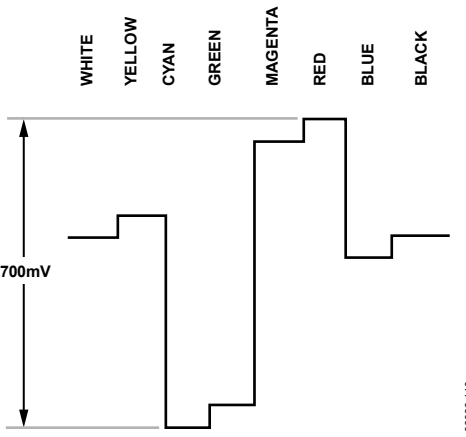 WHITE
YELLOW
CYAN
GREEN
MAGENTA
RED
BLUE
BLACK
700mV